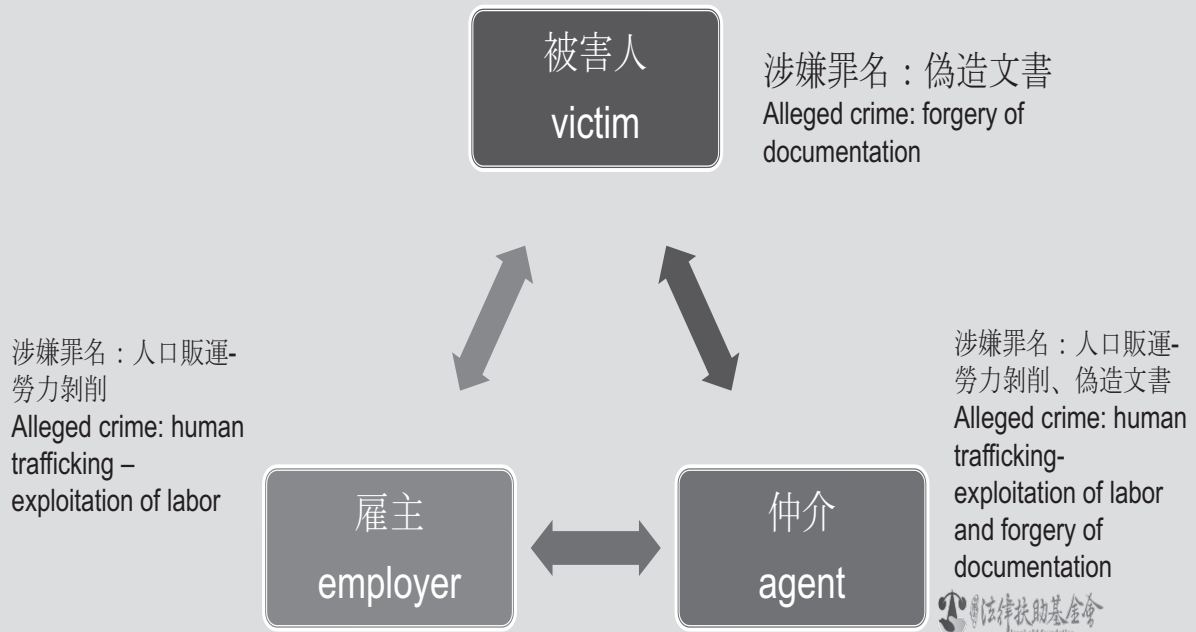 被害人
victim
涉嫌罪名：偽造文書
Alleged crime: forgery of
documentation
涉嫌罪名：人口販運-
勞力剝削
Alleged crime: human
trafficking –
exploitation of labor
雇主
employer
仲介
agent
涉嫌罪名：人口販運-
勞力剝削、偽造文書
Alleged crime: human
trafficking-
exploitation of labor
and forgery of
documentation
法律扶助基金會